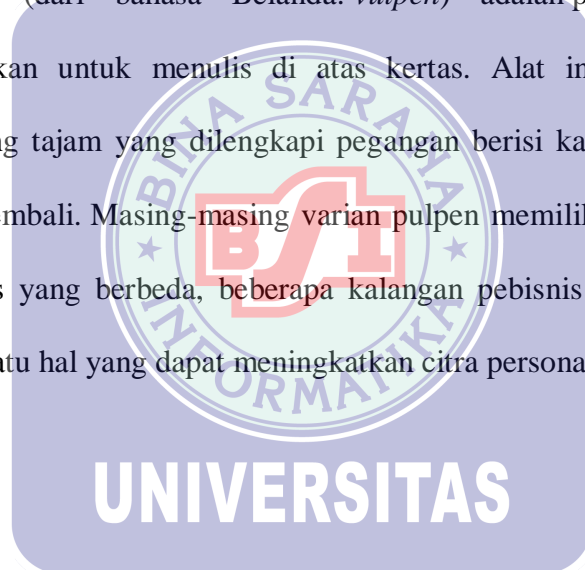 (dari bahasa Belanda: vulpen) adalah
kan untuk menulis di atas kertas. Alat in
g tajam yang dilengkapi pegangan berisi ka
embali. Masing-masing varian pulpen memilik
s yang berbeda, beberapa kalangan pebisnis
atu hal yang dapat meningkatkan citra persona
BINA SARANA
BSI
INFORMATIKA
UNIVERSITAS